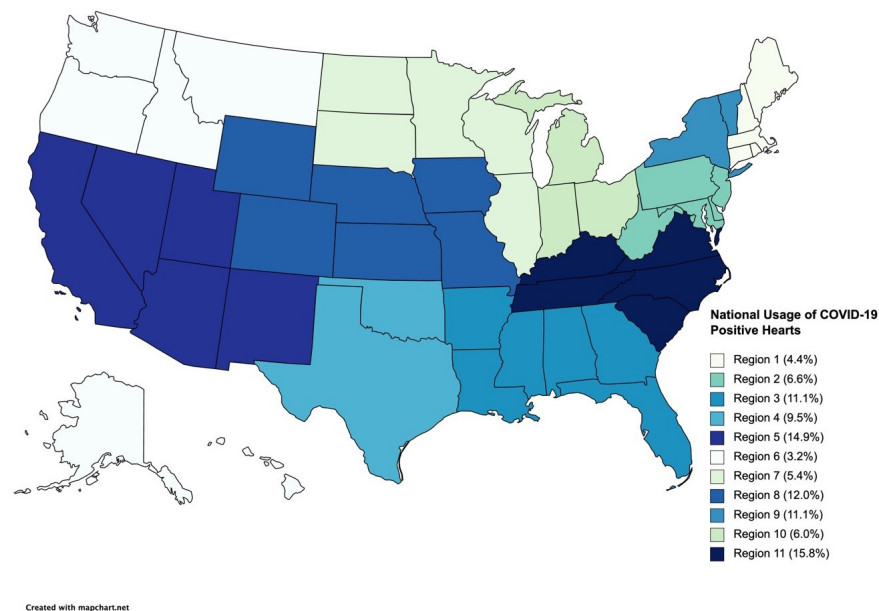 National Usage of COVID-19
Positive Hearts
Region 1 (4.4%)
Region 2 (6.6%)
Region 3 (11.1%)
Region 4 (9.5%)
Region 5 (14.9%)
Region 6 (3.2%)
Region 7 (5.4%)
Region 8 (12.0%)
Region 9 (11.1%)
Region 10 (6.0%)
Region 11 (15.8%)
Created with mapchart.net